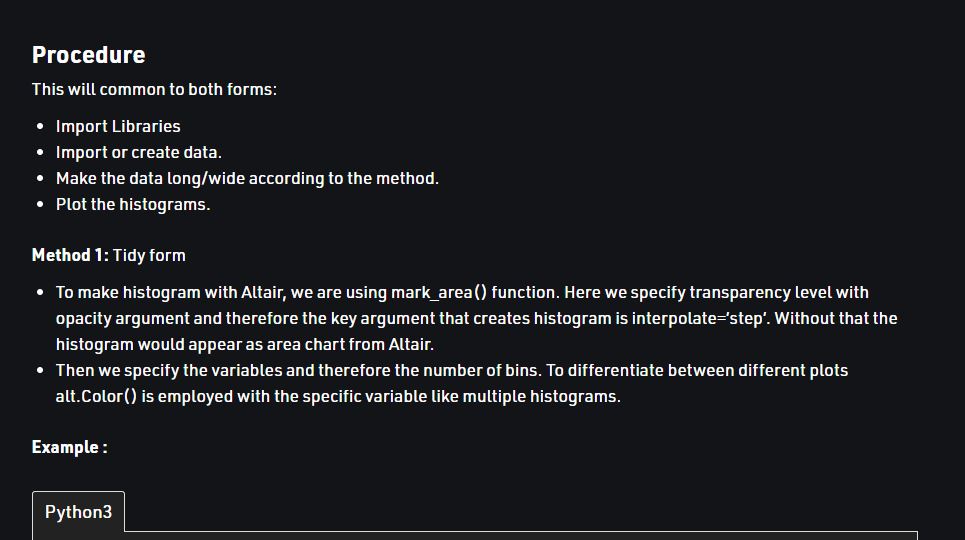 Procedure
This will common to both forms:
• Import Libraries
• Import or create data.
• Make the data long/wide according to the method.
• Plot the histograms.
Method 1: Tidy form
• To make histogram with Altair, we are using mark_area() function. Here we specify transparency level with
opacity argument and therefore the key argument that creates histogram is interpolate=’step’. Without that the
histogram would appear as area chart from Altair.
• Then we specify the variables and therefore the number of bins. To differentiate between different plots
alt.Color() is employed with the specific variable like multiple histograms.
Example :
Python3